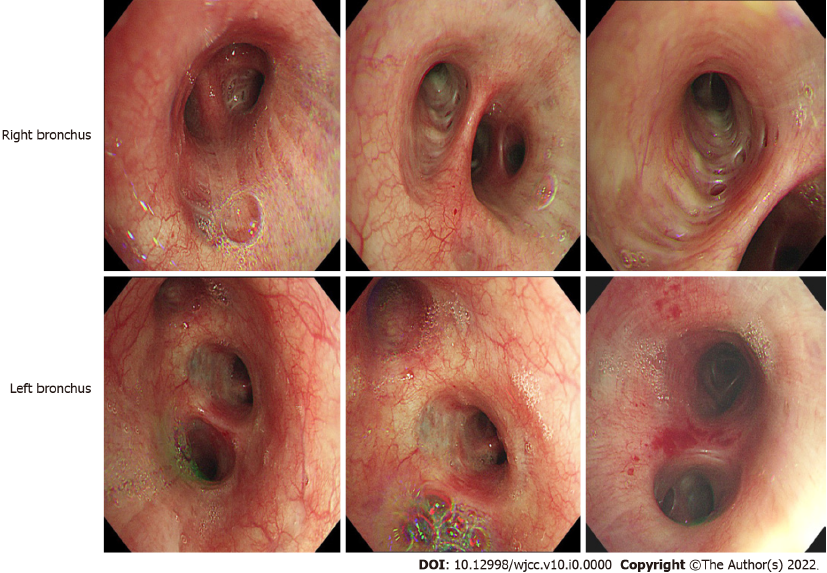 Right bronchus
Left bronchus
DOI: 10.12998/wjcc.v10.i0.0000 Copyright ©The Author(s) 2022.